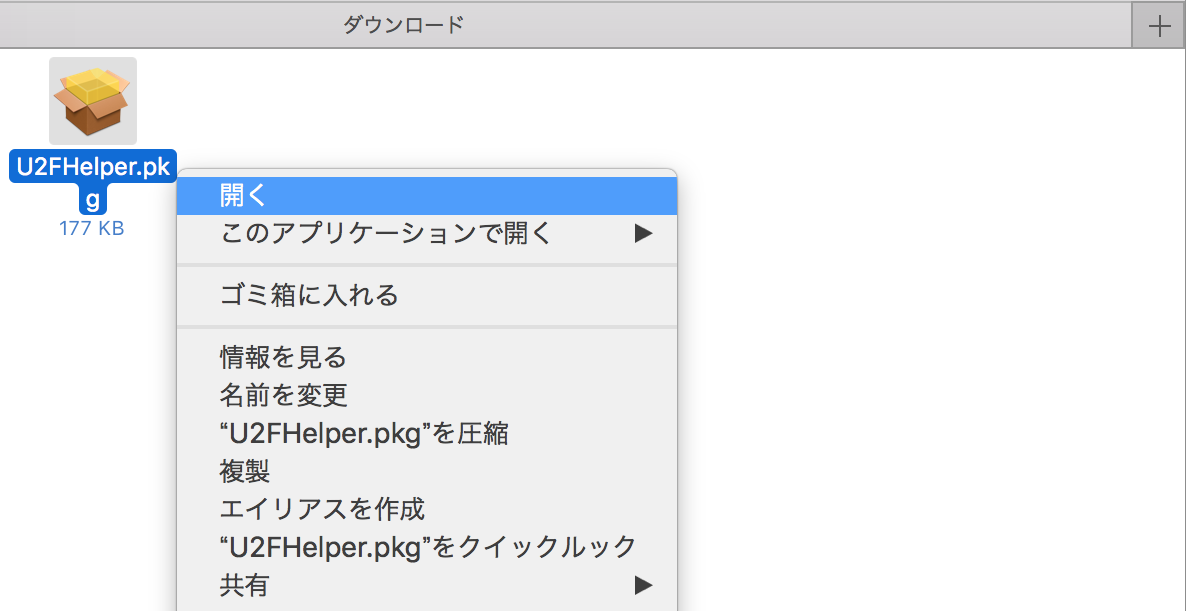 ダウンロード
U2FHelper.pk
g
177 KB
開く
このアプリケーションで開く
ゴミ箱に入れる
情報を見る
名前を変更
“U2FHelper.pkg”を圧縮
複製
エイリアスを作成
“U2FHelper.pkg”をクイックルック
共有